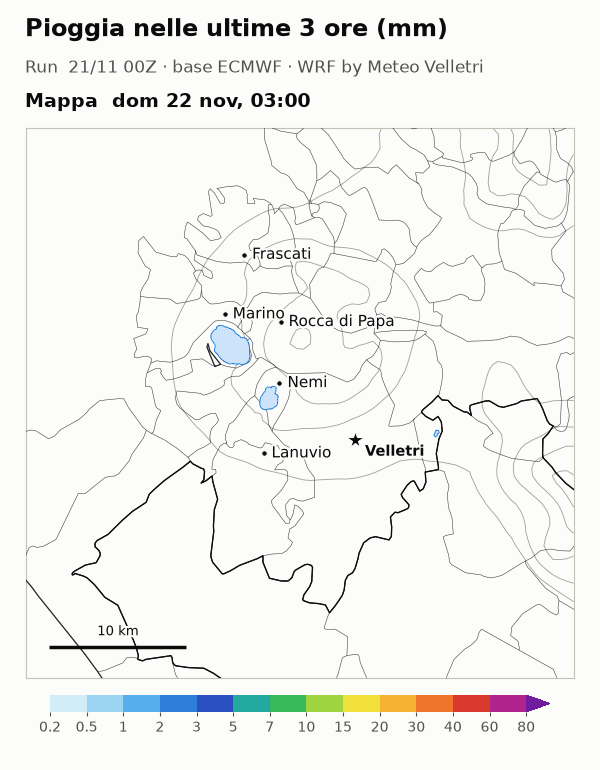 Pioggia nelle ultime 3 ore (mm)
Run  21/11 00Z · base ECMWF · WRF by Meteo Velletri
Mappa  dom 22 nov, 03:00
Frascati
Marino
Rocca di Papa
Nemi
Velletri
Lanuvio
10 km
0.2 0.5 1 2 3 5 7 10 15 20 30 40 60 80